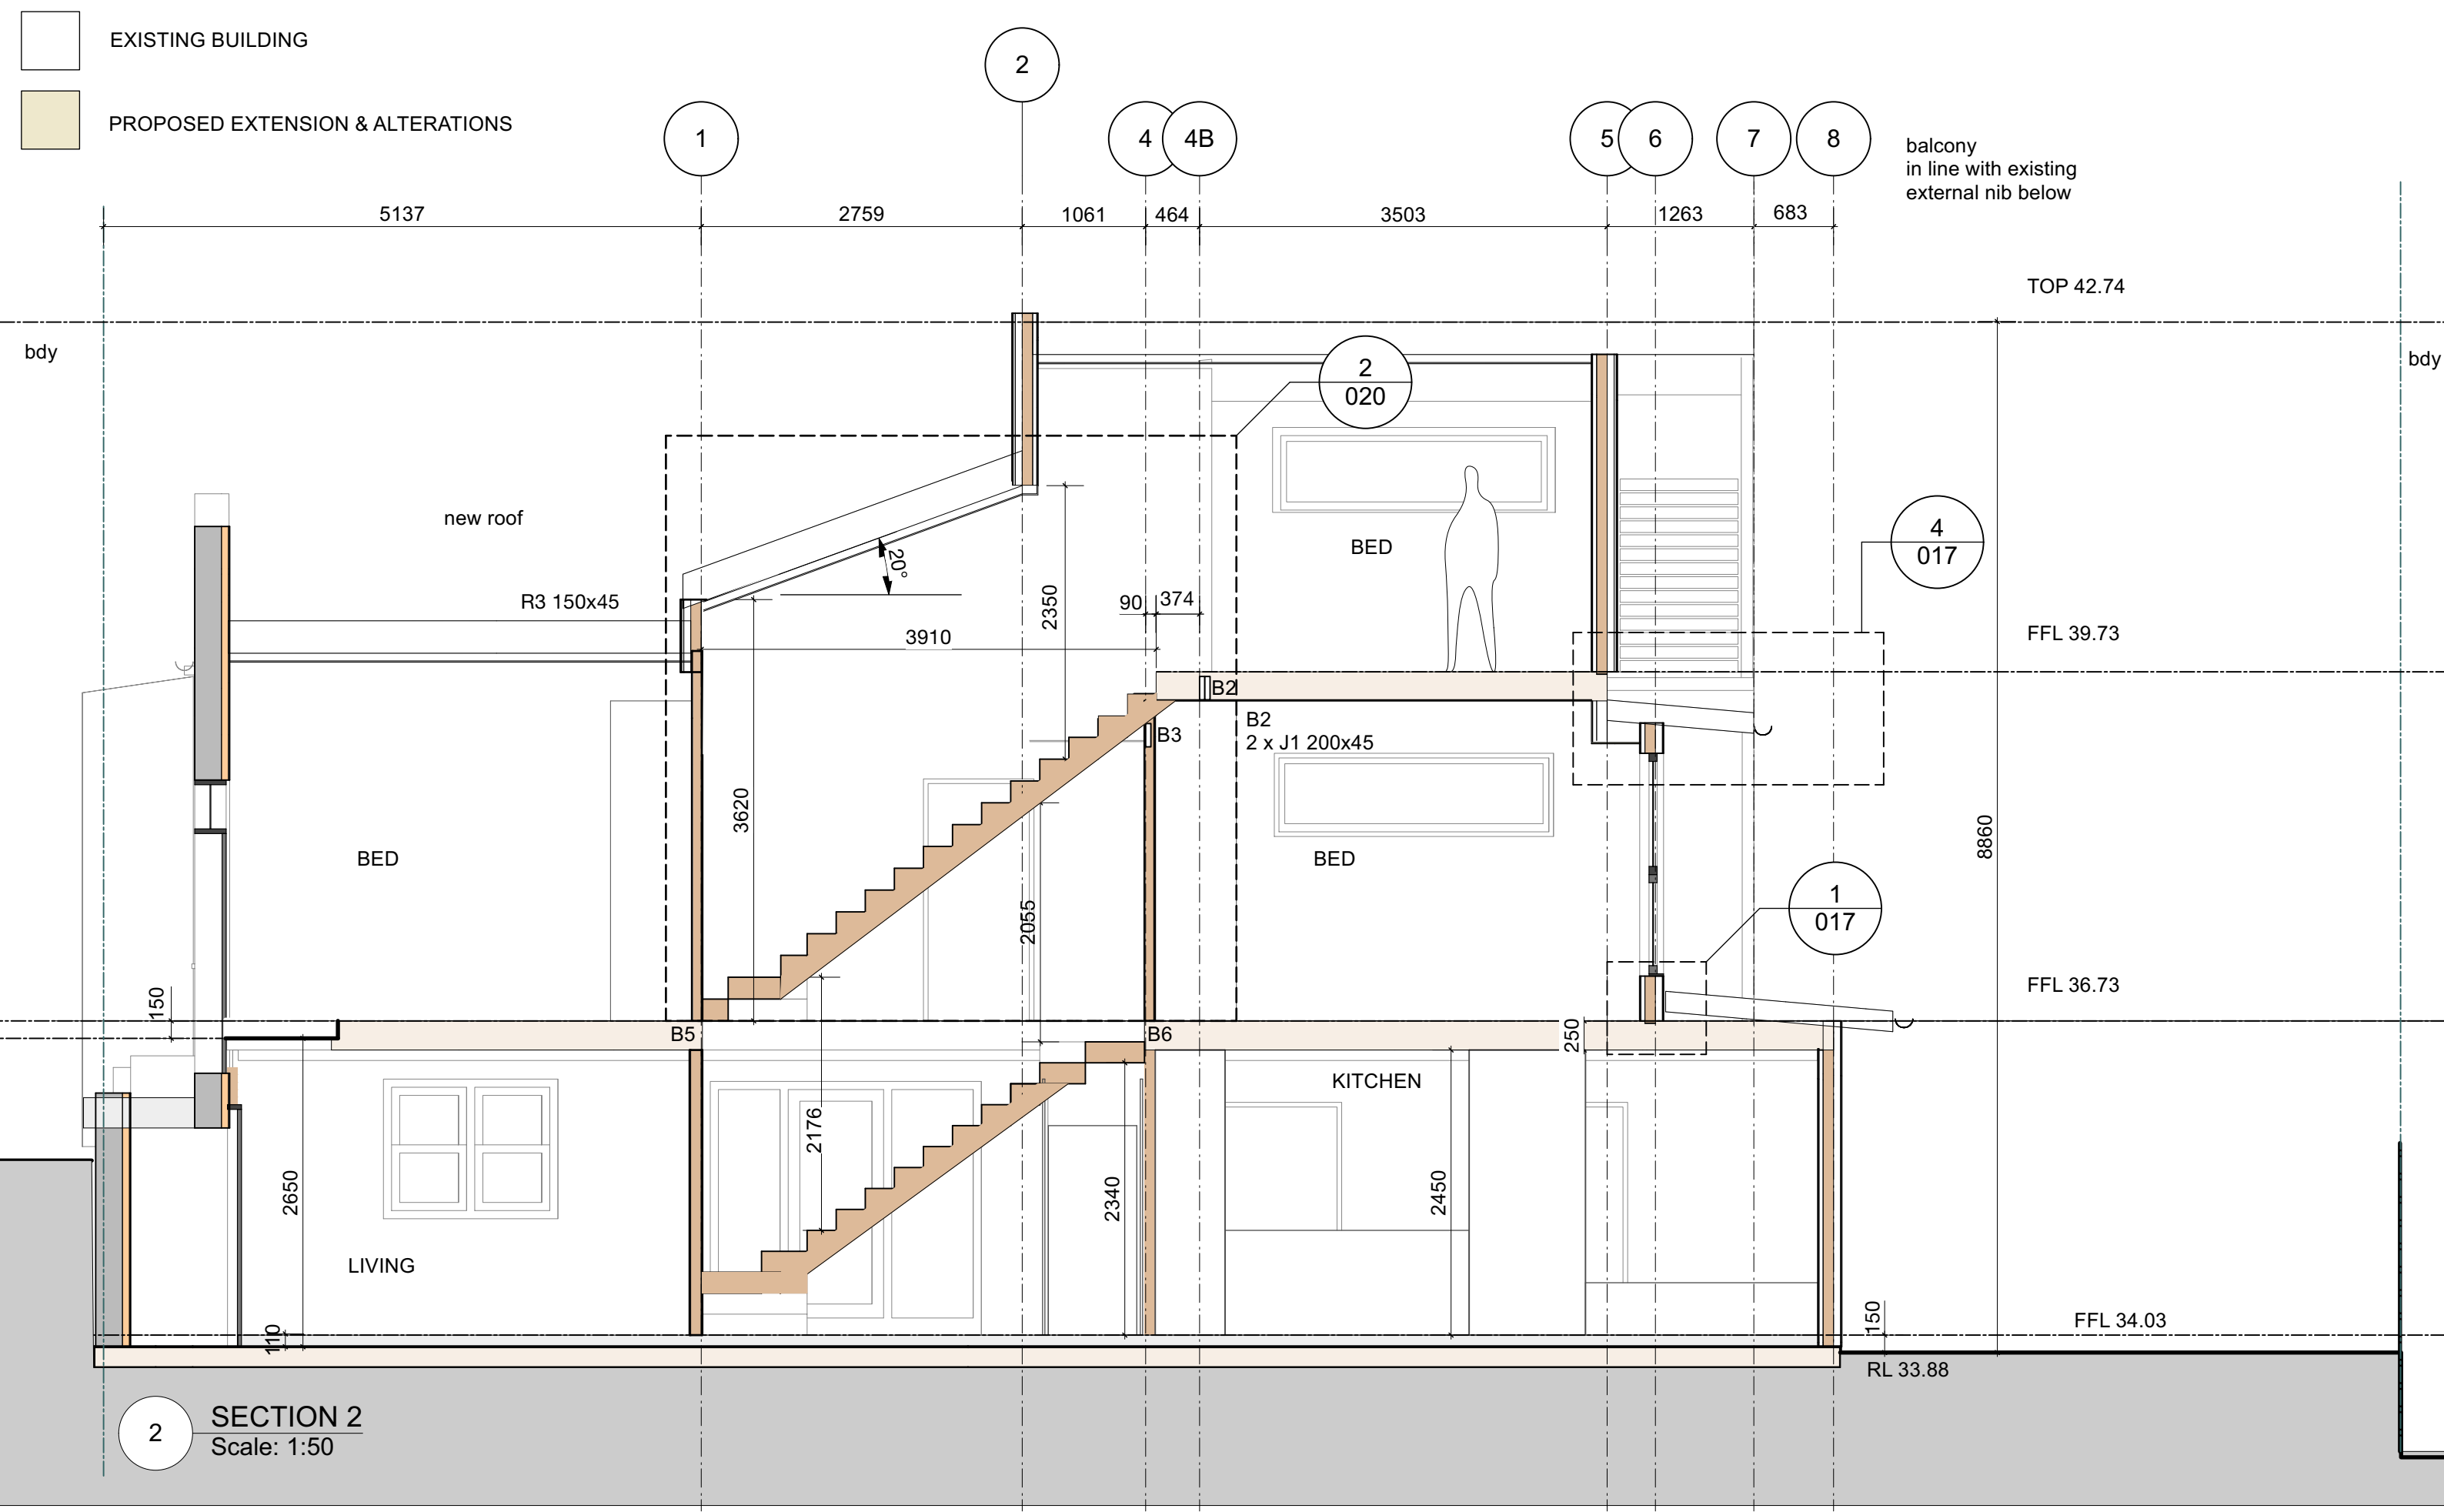 EXISTING BUILDING
PROPOSED EXTENSION & ALTERATIONS
2
1
4
4B
5
6
7
8
balcony
in line with existing
external nib below
5137
2759
1061
464
3503
1263
683
TOP 42.74
bdy
bdy
2
020
new roof
20°
BED
4
017
R3 150x45
2350
90
374
3910
FFL 39.73
B2
B2
2 x J1 200x45
B3
3620
8860
BED
BED
2055
1
017
FFL 36.73
150
B5
B6
250
KITCHEN
2176
2650
2340
2450
LIVING
110
150
FFL 34.03
RL 33.88
2
SECTION 2
Scale: 1:50